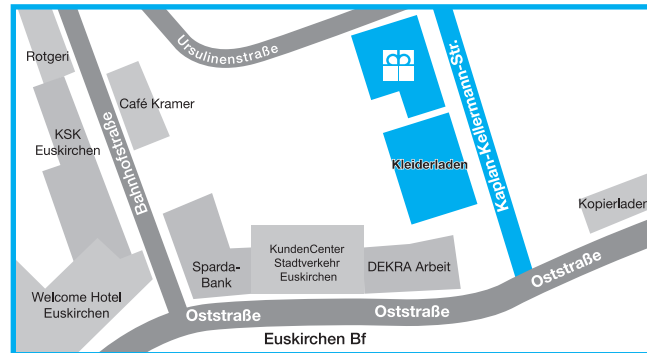 Rotgeri
Ursulinenstraße
Café Kramer
KSK
Euskirchen
Bahnhofstraße
Kleiderladen
Kaplan-Kellermann-Str.
Kopierladen
Sparda-
Bank
KundenCenter
Stadtverkehr
Euskirchen
DEKRA Arbeit
Welcome Hotel
Euskirchen
Oststraße
Oststraße
Oststraße
Euskirchen Bf